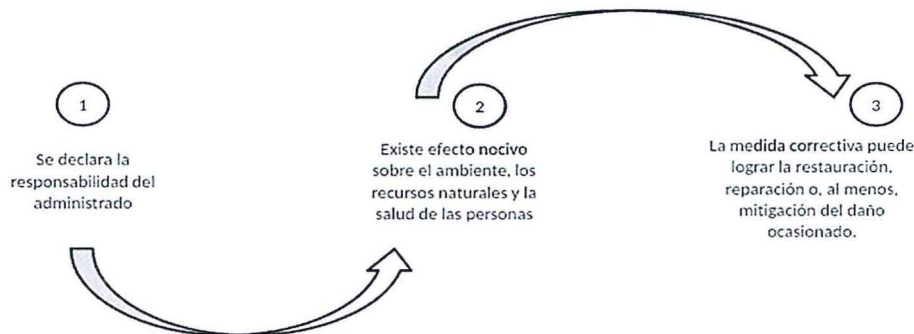 1
Se declara la
responsabilidad del
administrado
2
Existe efecto nocivo
sobre el ambiente, los
recursos naturales y la
salud de las personas
3
La medida correctiva puede
lograr la restauración,
reparación o, al menos,
mitigación del daño
ocasionado.